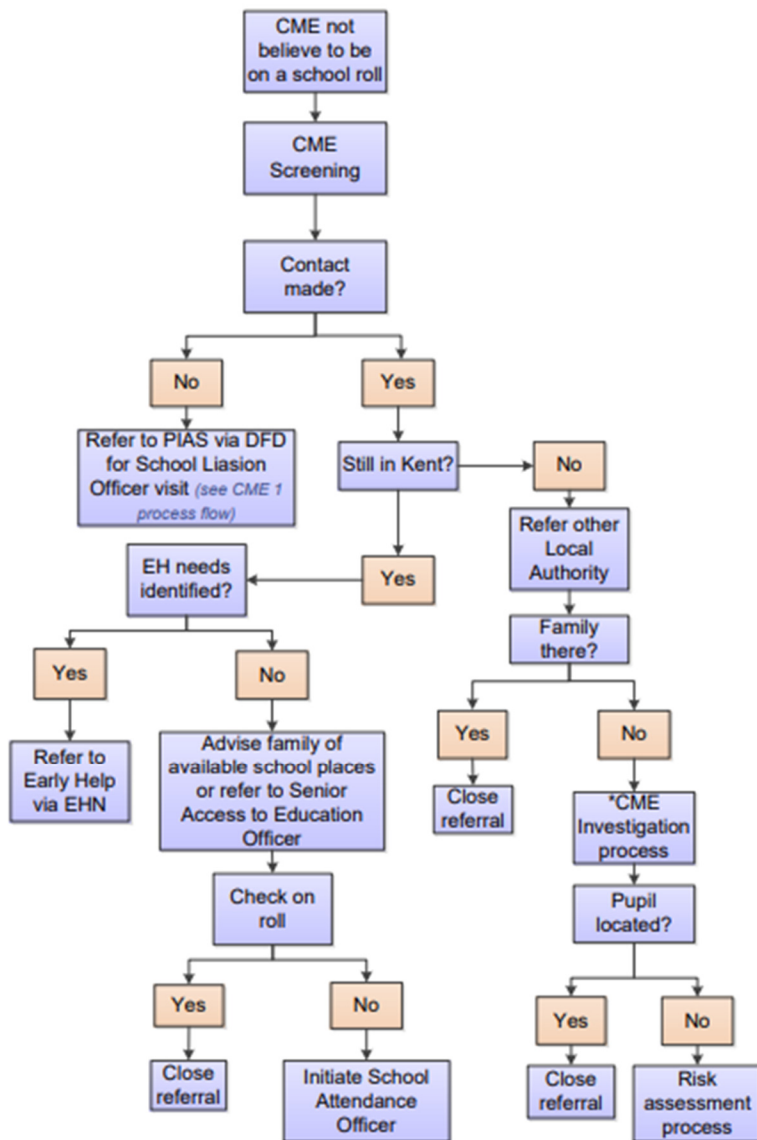 CME not
believe to be
on a school roll
CME
Screening
Contact
made?
No
Yes
Refer to PIAS via DFD
for School Liasion
Officer visit (see CME 1
process flow)
Still in Kent?
No
Refer other
Local
Authority
EH needs
identified?
Yes
Family
there?
Yes
No
Yes
No
Refer to
Early Help
via EHN
Advise family of
available school places
or refer to Senior
Access to Education
Officer
Close
referral
*CME
Investigation
process
Check on
roll
Pupil
located?
Yes
No
Yes
No
Close
referral
Initiate School
Attendance
Officer
Close
referral
Risk
assessment
process